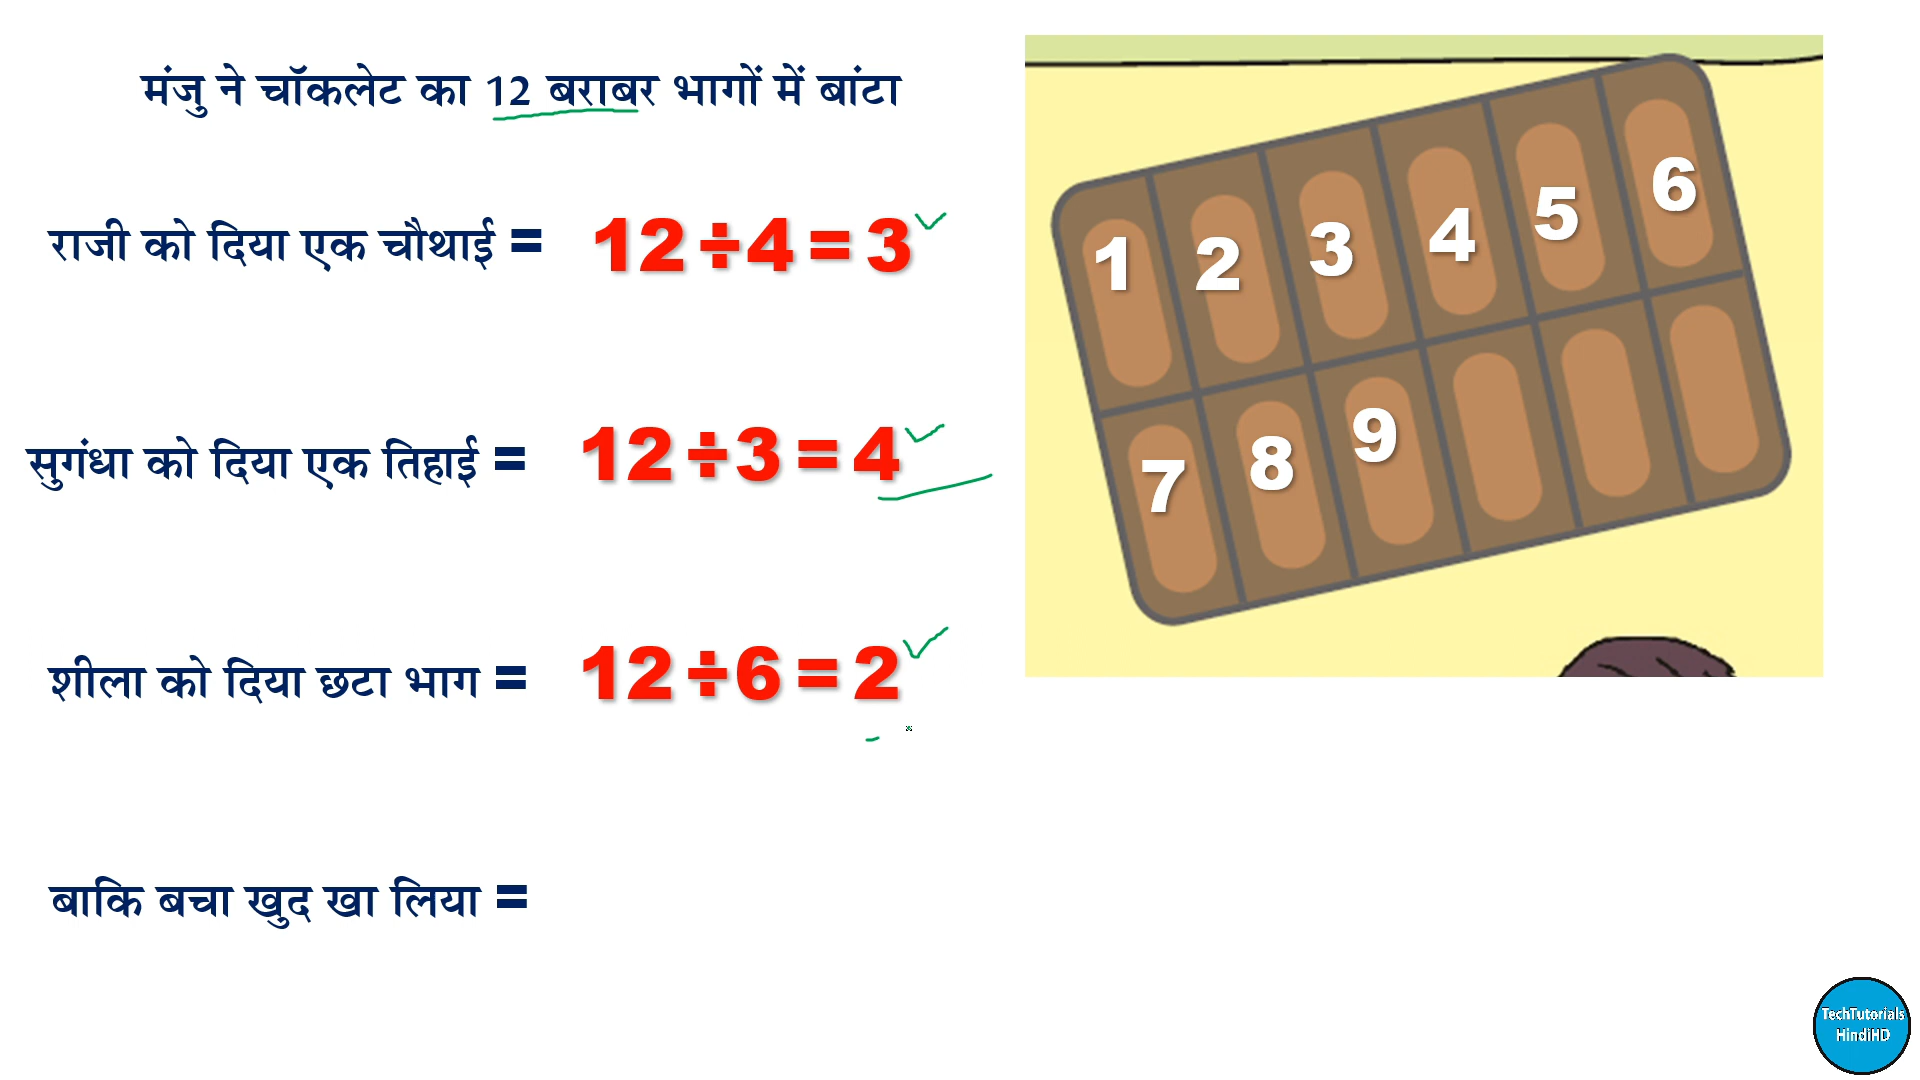 मंजु ने चॉकलेट का 12 बराबर भागों में बांटा
राजी को दिया एक चौथाई = 12÷4=3
सुगंधा को दिया एक तिहाई = 12÷3=4
शीला को दिया छटा भाग = 12÷6=2
बाकि बचा खुद खा लिया =
1 2 3 4 5 6
7 8 9
TechTutorials
HindiHD